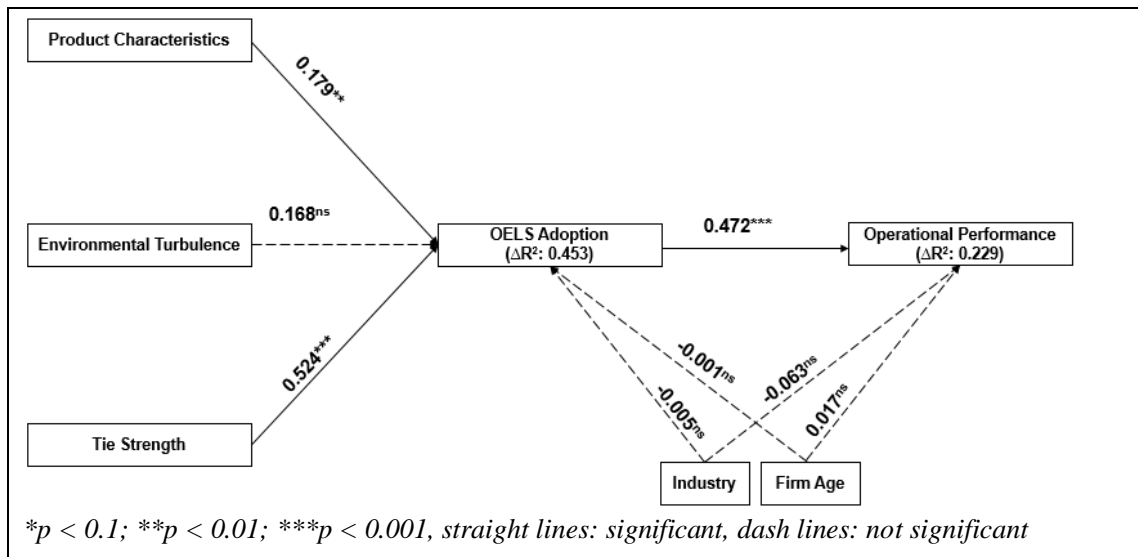 Product Characteristics
0.179**
Environmental Turbulence
0.168ns
OELS Adoption
(ΔR²: 0.453)
0.472***
Operational Performance
(ΔR²: 0.229)
0.524***
Tie Strength
-0.001ns
-0.063ns
-0.005ns
0.017ns
Industry
Firm Age
*p < 0.1; **p < 0.01; ***p < 0.001, straight lines: significant, dash lines: not significant